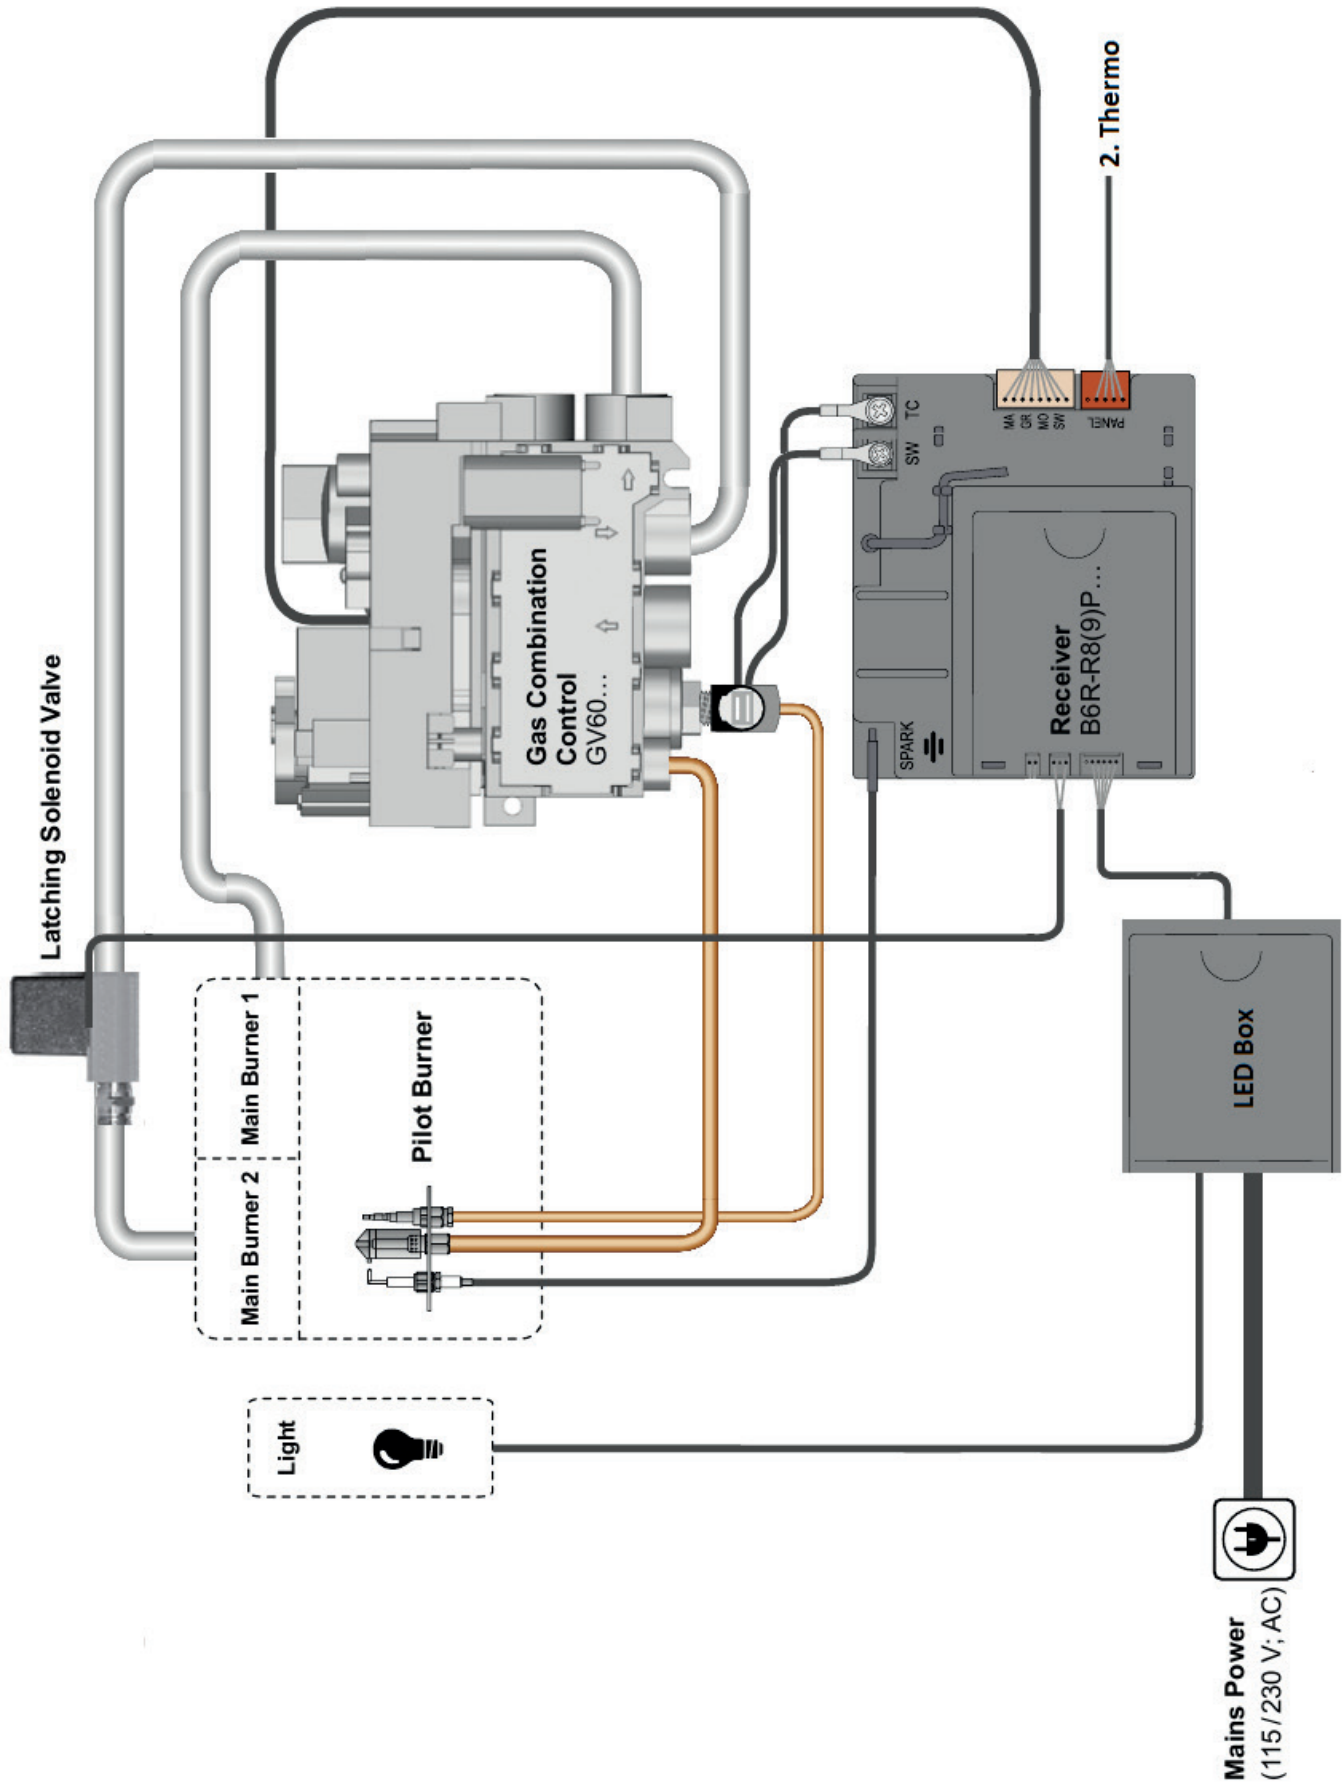 Latching Solenoid Valve
Main Burner 2
Main Burner 1
Pilot Burner
Light
Gas Combination
Control
GV60...
2. Thermo
TC
SW
MA
GR
MO
SW
PANEL
SPARK
Receiver
B6R-R8(9)P...
LED Box
Mains Power
(115/230 V; AC)